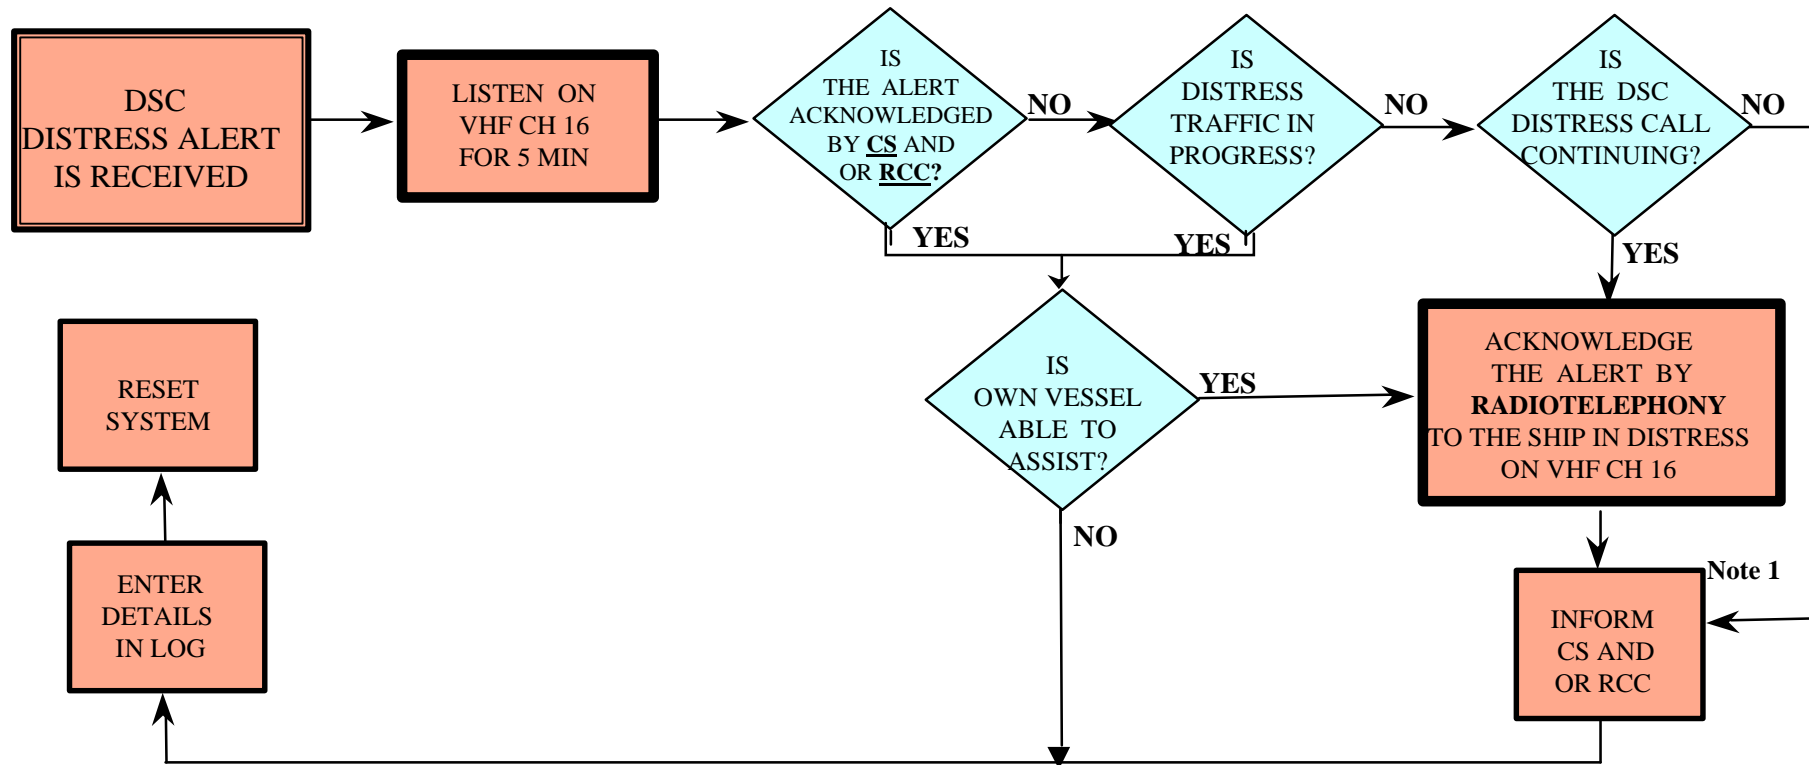 DSC
DISTRESS ALERT
IS RECEIVED
LISTEN ON
VHF CH 16
FOR 5 MIN
IS
THE ALERT
ACKNOWLEDGED
BY CS AND
OR RCC?
NO
YES
IS
DISTRESS
TRAFFIC IN
PROGRESS?
NO
YES
IS
THE DSC
DISTRESS CALL
CONTINUING?
NO
YES
RESET
SYSTEM
IS
OWN VESSEL
ABLE TO
ASSIST?
YES
NO
ACKNOWLEDGE
THE ALERT BY
RADIOTELEPHONY
TO THE SHIP IN DISTRESS
ON VHF CH 16
ENTER
DETAILS
IN LOG
Note 1
INFORM
CS AND
OR RCC